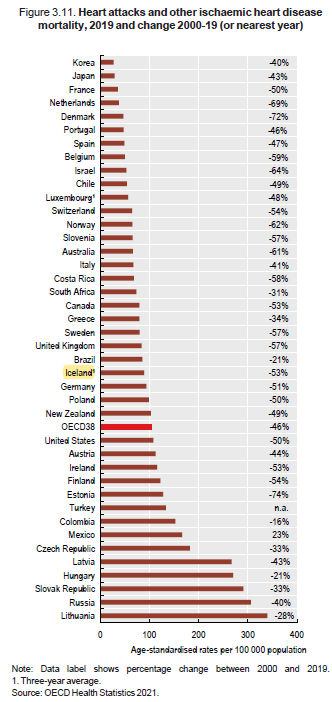 Figure 3.11. Heart attacks and other ischaemic heart disease
mortality, 2019 and change 2000-19 (or nearest year)
Korea -40%
Japan -43%
France -50%
Netherlands -69%
Denmark -72%
Portugal -46%
Spain -47%
Belgium -59%
Israel -64%
Chile -49%
Luxembourg¹ -48%
Switzerland -54%
Norway -62%
Slovenia -57%
Australia -61%
Italy -41%
Costa Rica -58%
South Africa -31%
Canada -53%
Greece -34%
Sweden -57%
United Kingdom -57%
Brazil -21%
Iceland¹ -53%
Germany -51%
Poland -50%
New Zealand -49%
OECD38 -46%
United States -50%
Austria -44%
Ireland -53%
Finland -54%
Estonia -74%
Turkey n.a.
Colombia -16%
Mexico 23%
Czech Republic -33%
Latvia -43%
Hungary -21%
Slovak Republic -33%
Russia -40%
Lithuania -28%
0 100 200 300 400
Age-standardised rates per 100 000 population
Note: Data label shows percentage change between 2000 and 2019.
1. Three-year average.
Source: OECD Health Statistics 2021.